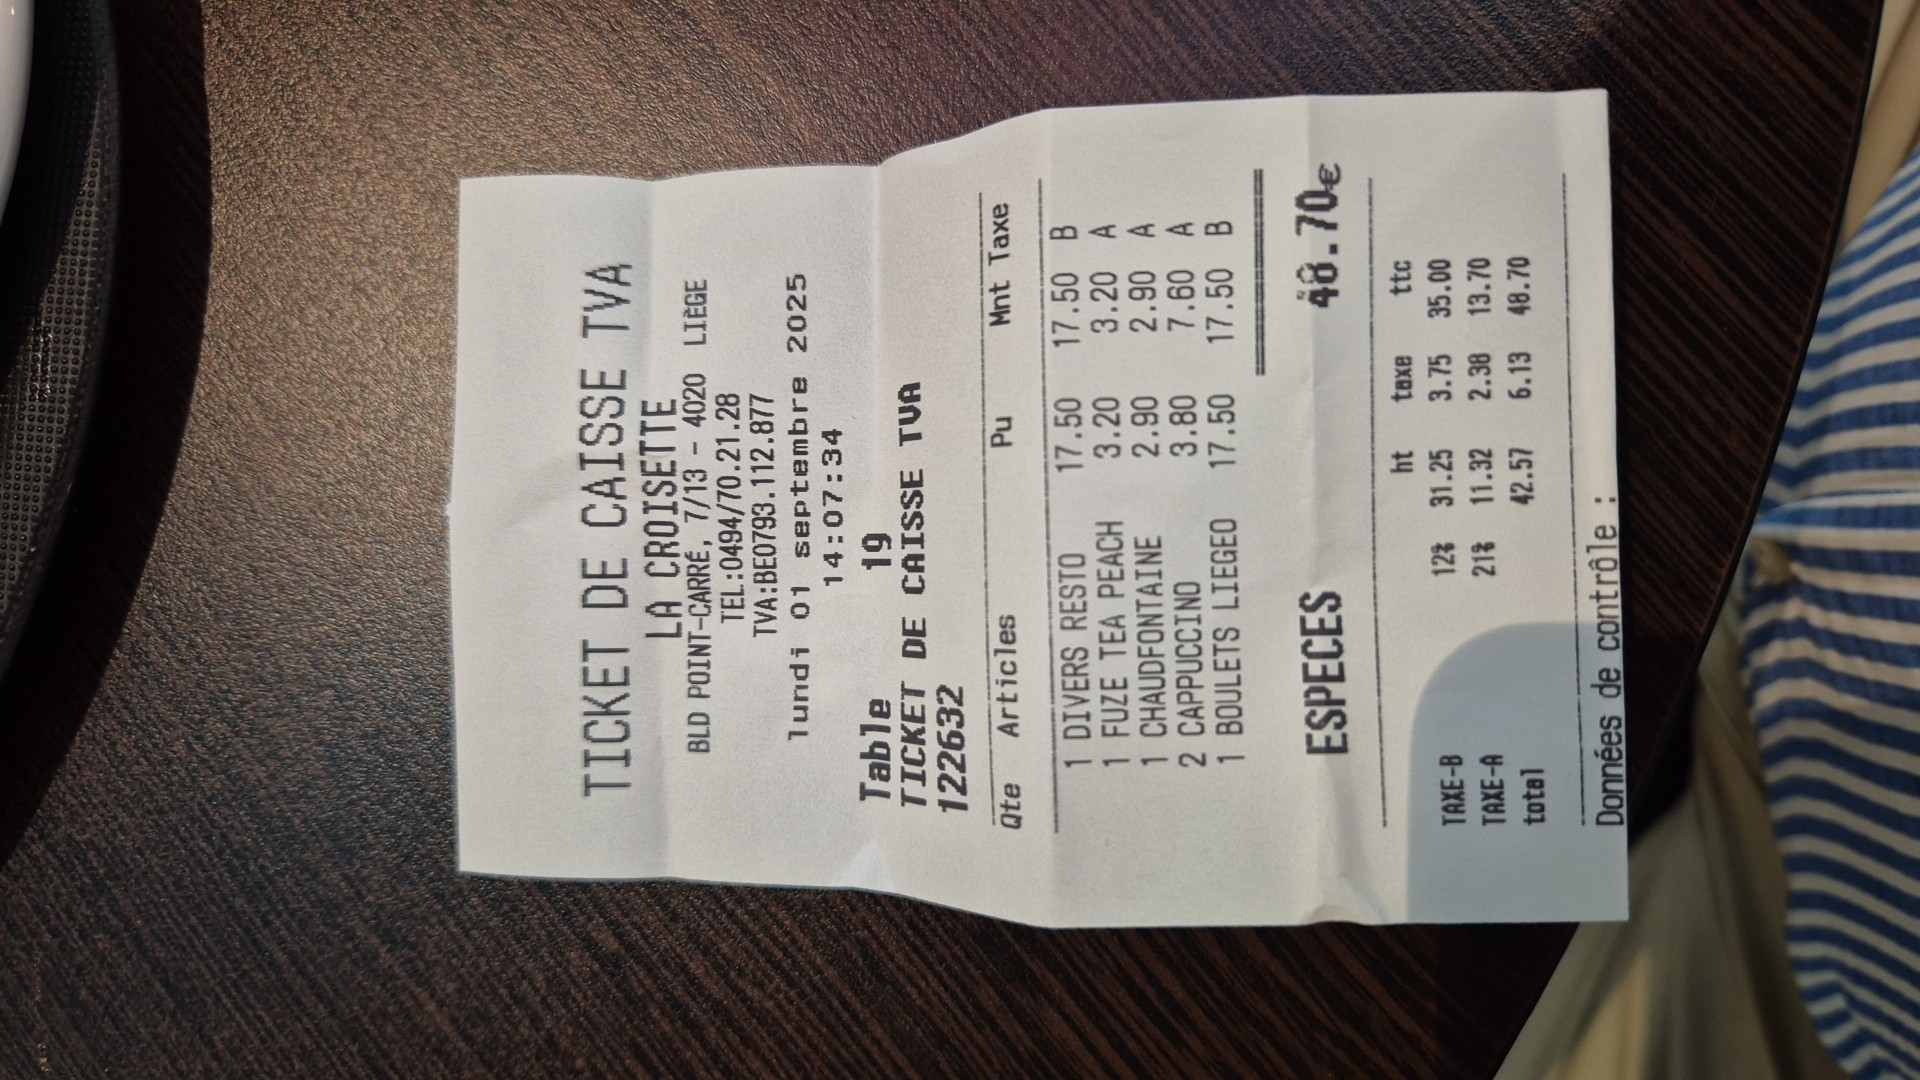 TICKET DE CAISSE TVA
LA CROISETTE
BLD POINT-CARRÉ, 7/13 - 4020 LIÈGE
TEL:0494/70.21.28
TVA:BE0793.112.877
lundi 01 septembre 2025
14:07:34
Table 19
TICKET DE CAISSE TVA
122632
Qte Articles Pu Mnt Taxe
1 DIVERS RESTO 17.50 17.50 B
1 FUZE TEA PEACH 3.20 3.20 A
1 CHAUDFONTAINE 2.90 2.90 A
2 CAPPUCCINO 3.80 7.60 A
1 BOULETS LIEGEO 17.50 17.50 B
ESPECES 48.70€
ht taxe ttc
TAXE-B 12% 31.25 3.75 35.00
TAXE-A 21% 11.32 2.38 13.70
total 42.57 6.13 48.70
Données de contrôle :